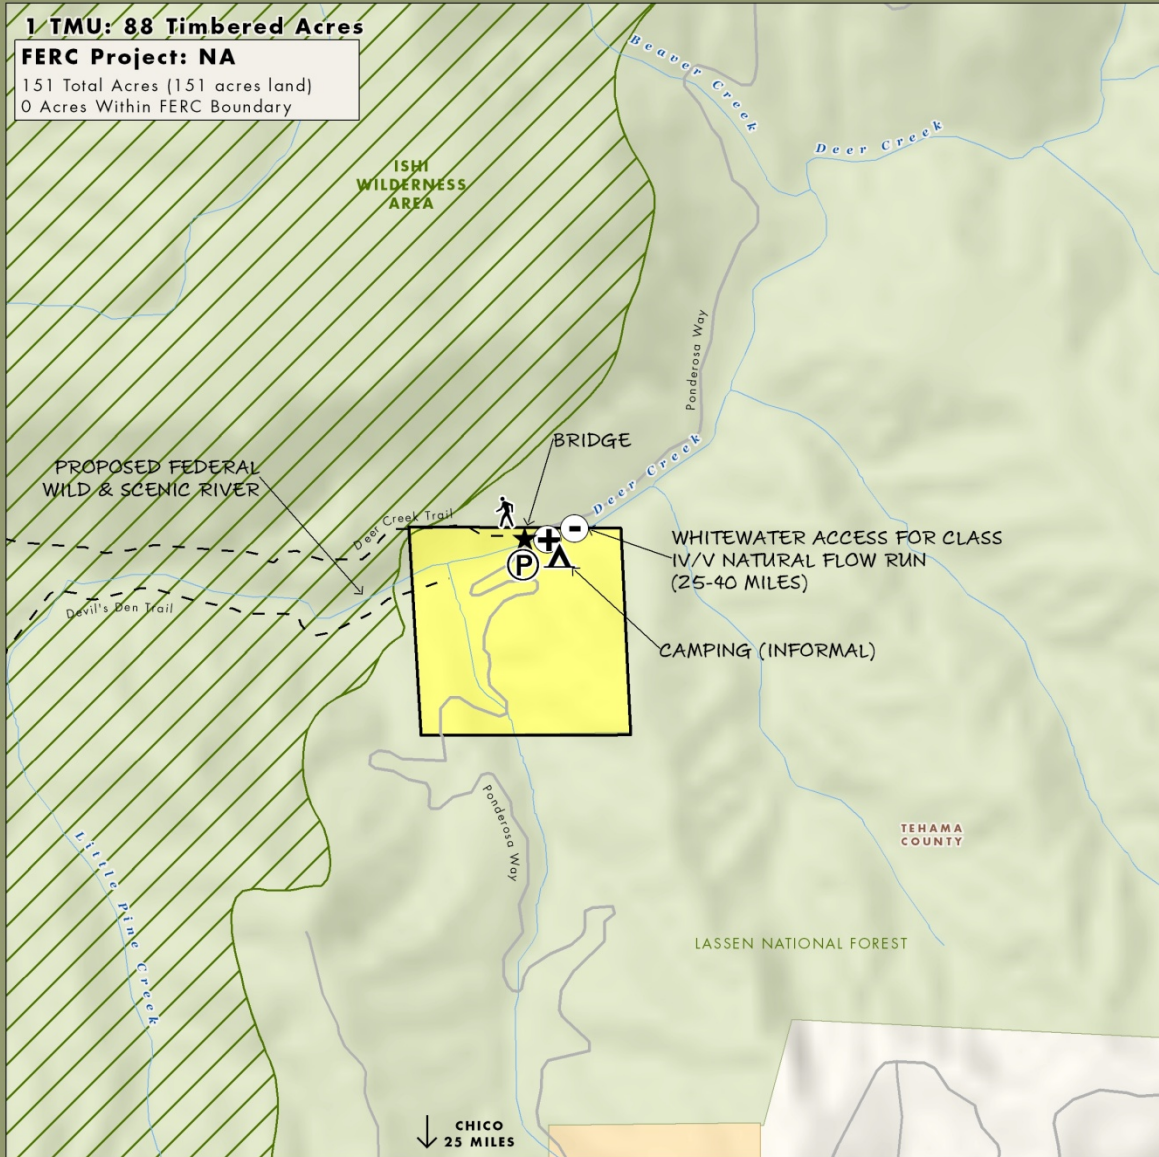 1 TMU: 88 Timbered Acres
FERC Project: NA
151 Total Acres (151 acres land)
0 Acres Within FERC Boundary
Beaver Creek
Deer Creek
ISHI
WILDERNESS
AREA
Ponderosa Way
BRIDGE
Deer Creek
PROPOSED FEDERAL
WILD & SCENIC RIVER
Deer Creek Trail
WHITEWATER ACCESS FOR CLASS
IV/V NATURAL FLOW RUN
(25-40 MILES)
P
Devil's Den Trail
CAMPING (INFORMAL)
Ponderosa Way
Little Pine Creek
TEHAMA
COUNTY
LASSEN NATIONAL FOREST
CHICO
25 MILES